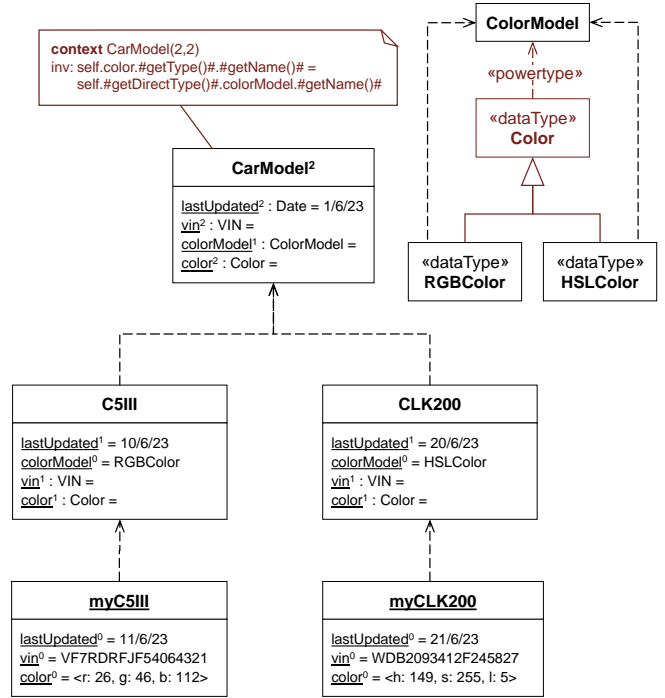 context CarModel(2,2)
inv: self.color.#getType()#.#getName()# =
self.#getDirectType()#.colorModel.#getName()#
ColorModel
«powertype»
«dataType»
Color
«dataType»
RGBColor
«dataType»
HSLColor
CarModel²
lastUpdated² : Date = 1/6/23
vin² : VIN =
colorModel¹ : ColorModel =
color² : Color =
C5III
lastUpdated¹ = 10/6/23
colorModel⁰ = RGBColor
vin¹ : VIN =
color¹ : Color =
CLK200
lastUpdated¹ = 20/6/23
colorModel⁰ = HSLColor
vin¹ : VIN =
color¹ : Color =
myC5III
lastUpdated⁰ = 11/6/23
vin⁰ = VF7RDRFJF54064321
color⁰ = <r: 26, g: 46, b: 112>
myCLK200
lastUpdated⁰ = 21/6/23
vin⁰ = WDB2093412F245827
color⁰ = <h: 149, s: 255, l: 5>